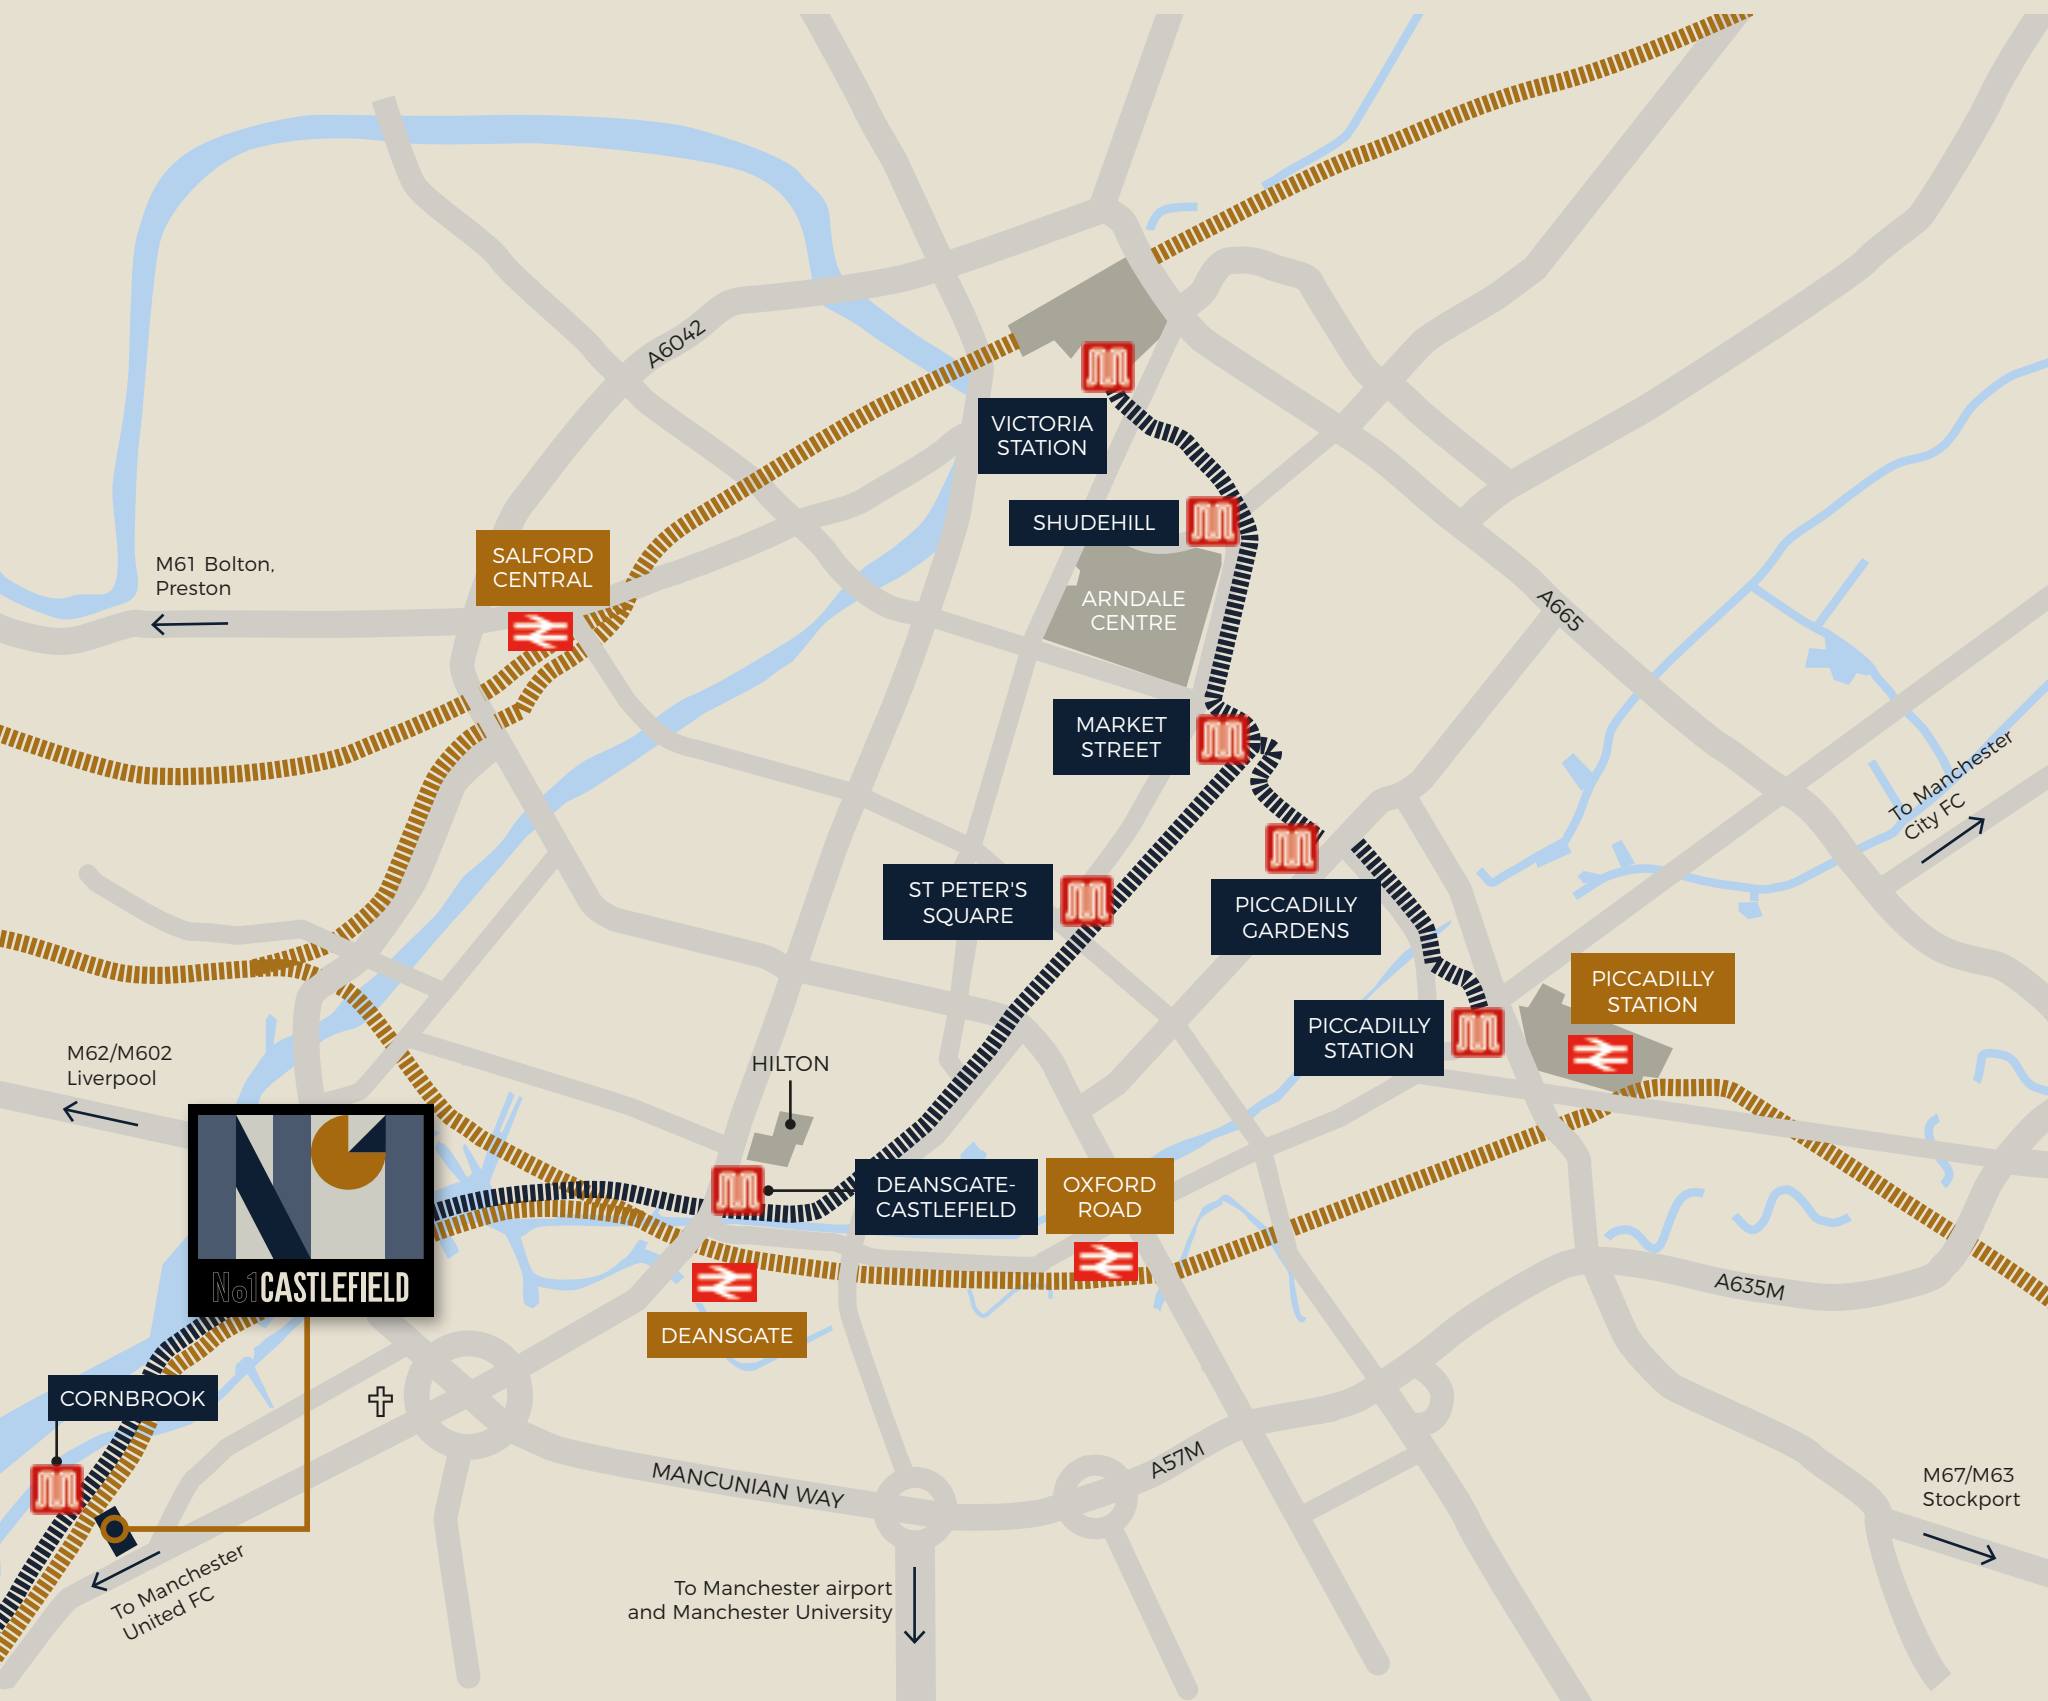 A6042
VICTORIA
STATION
SHUDEHILL
M61 Bolton,
Preston
SALFORD
CENTRAL
ARNDALE
CENTRE
A665
MARKET
STREET
To Manchester
City FC
ST PETER'S
SQUARE
PICCADILLY
GARDENS
PICCADILLY
STATION
PICCADILLY
STATION
M62/M602
Liverpool
HILTON
DEANSGATE-
CASTLEFIELD
OXFORD
ROAD
No1CASTLEFIELD
A635M
DEANSGATE
CORNBROOK
MANCUNIAN WAY
A57M
M67/M63
Stockport
To Manchester
United FC
To Manchester airport
and Manchester University